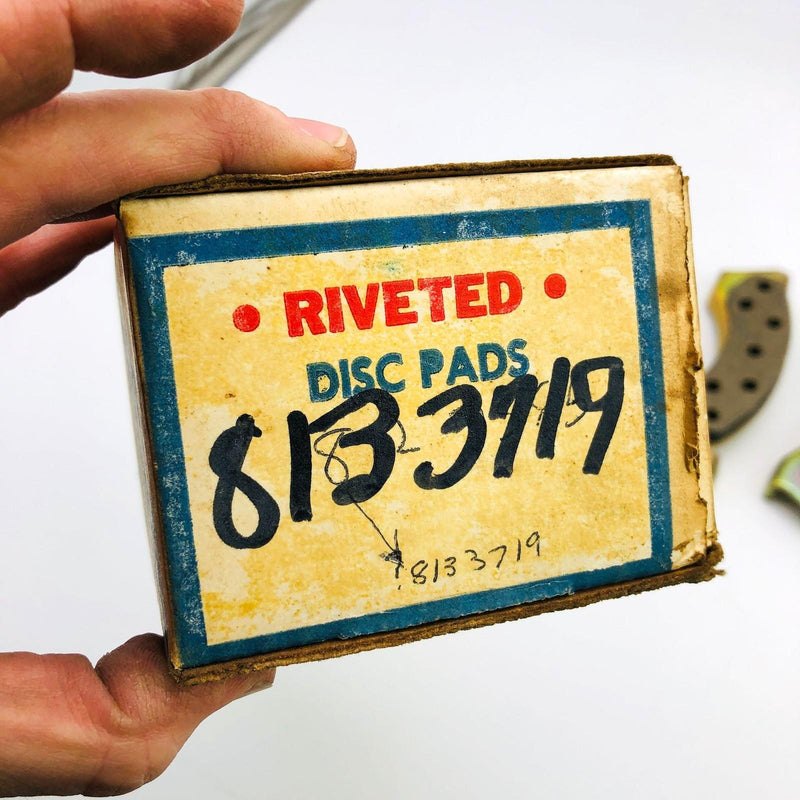 • RIVETED •
DISC PADS
8133719
8133719